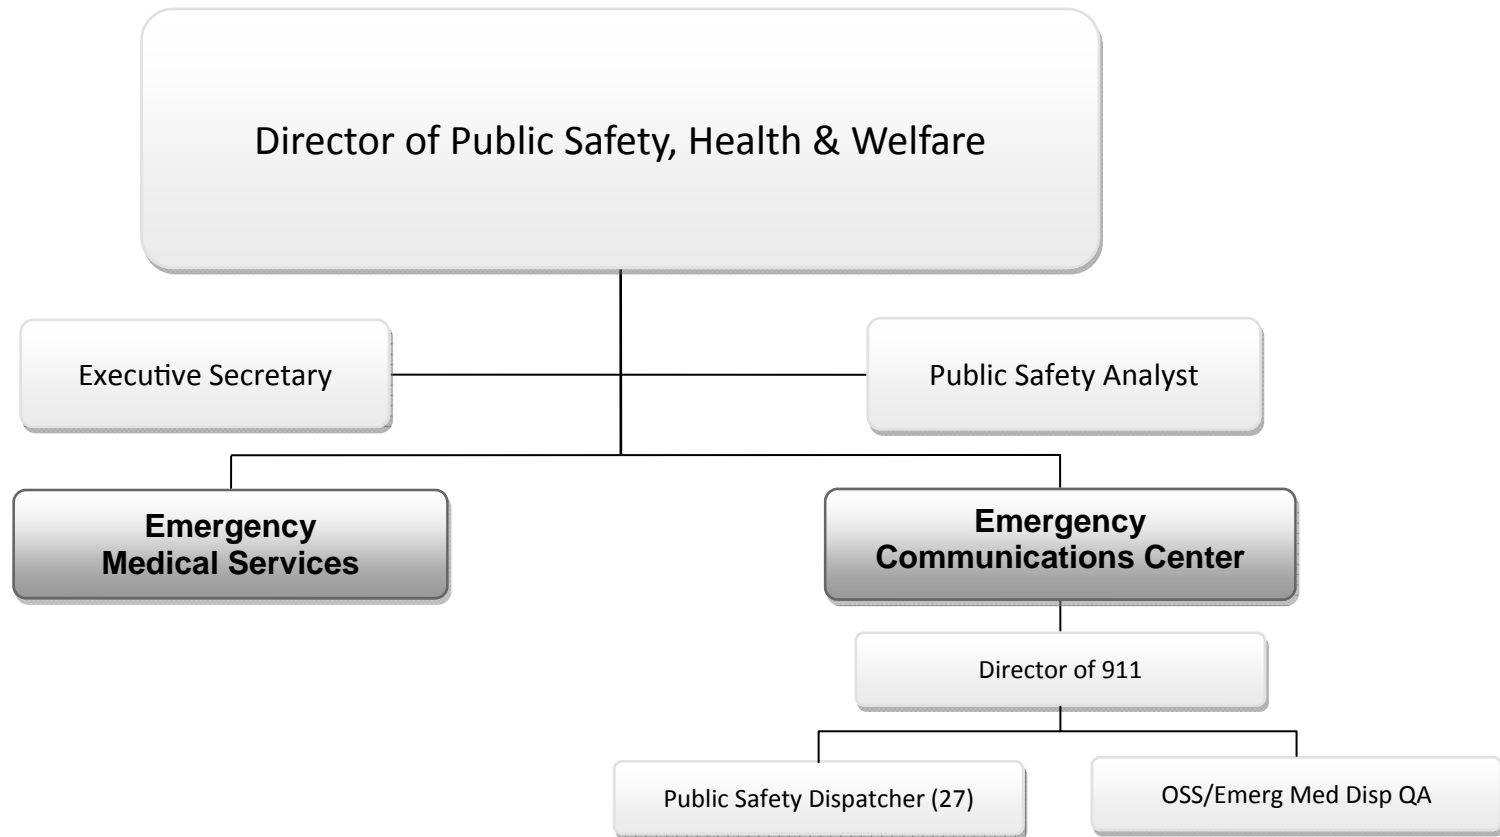 Director of Public Safety, Health & Welfare
Executive Secretary
Public Safety Analyst
Emergency
Medical Services
Emergency
Communications Center
Director of 911
Public Safety Dispatcher (27)
OSS/Emerg Med Disp QA